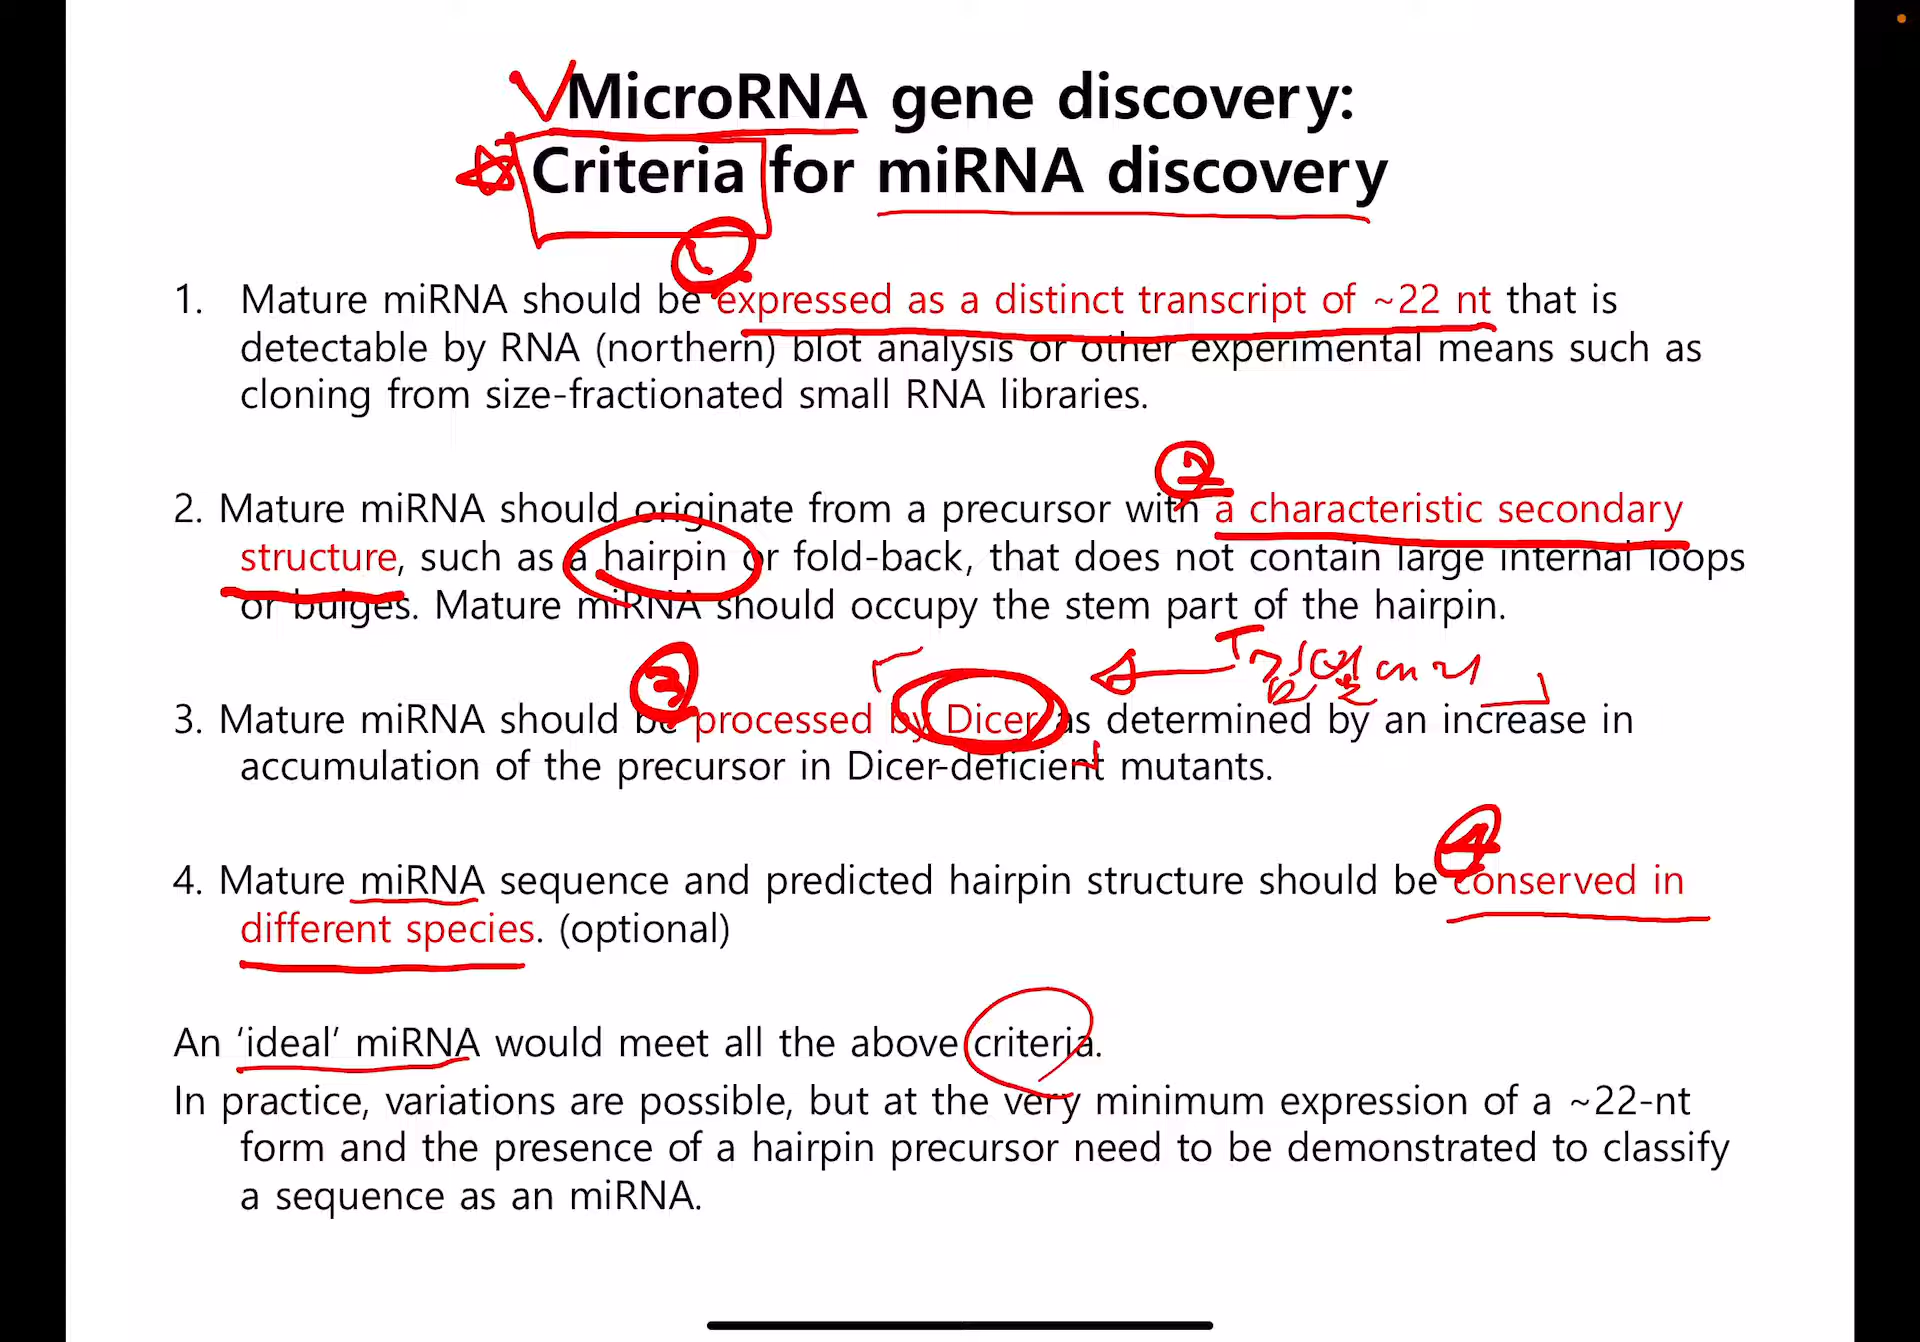 MicroRNA gene discovery:
Criteria for miRNA discovery
①
1. Mature miRNA should be expressed as a distinct transcript of ~22 nt that is
detectable by RNA (northern) blot analysis or other experimental means such as
cloning from size-fractionated small RNA libraries.
②
2. Mature miRNA should originate from a precursor with a characteristic secondary
structure, such as a hairpin or fold-back, that does not contain large internal loops
or bulges. Mature miRNA should occupy the stem part of the hairpin.
③
3. Mature miRNA should be processed by Dicer as determined by an increase in
accumulation of the precursor in Dicer-deficient mutants.
④
4. Mature miRNA sequence and predicted hairpin structure should be conserved in
different species. (optional)
An ‘ideal’ miRNA would meet all the above criteria.
In practice, variations are possible, but at the very minimum expression of a ~22-nt
form and the presence of a hairpin precursor need to be demonstrated to classify
a sequence as an miRNA.